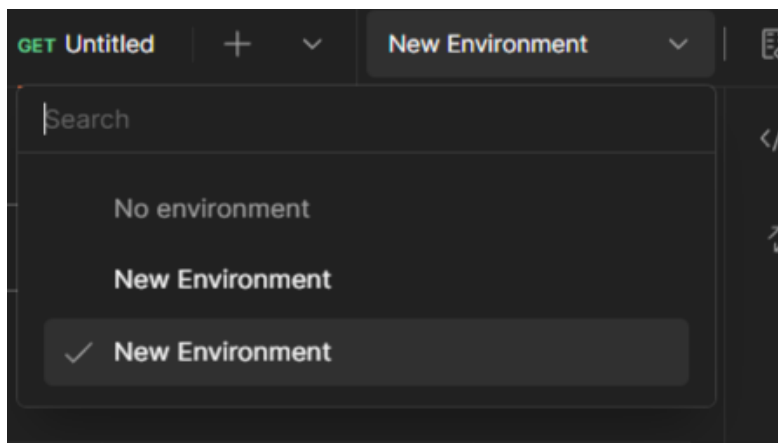 GET Untitled
New Environment
Search
No environment
New Environment
New Environment